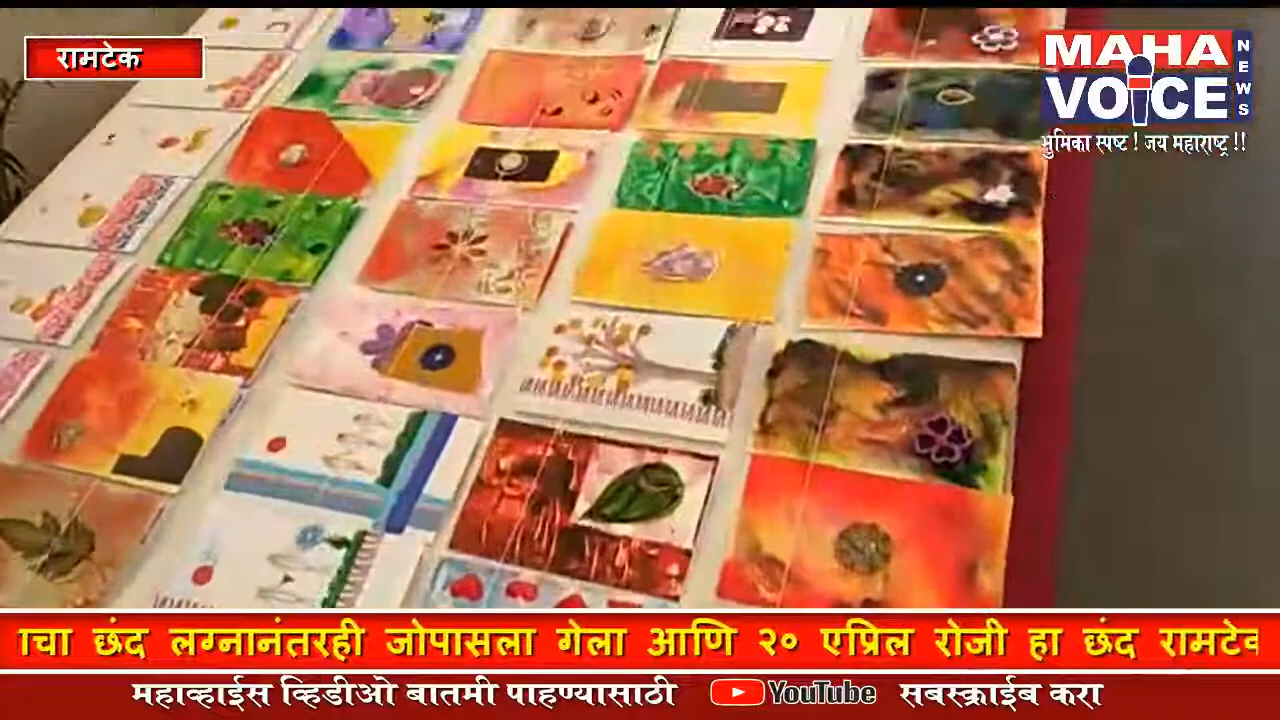 रामटेक
MAHA
VOICE
NEWS
भुमिका स्पष्ट ! जय महाराष्ट्र !!
छंद लग्नानंतरही जोपासला गेला आणि २० एप्रिल रोजी हा छंद
महाव्हाईस व्हिडीओ बातमी पाहण्यासाठी YouTube सबस्क्राईब करा